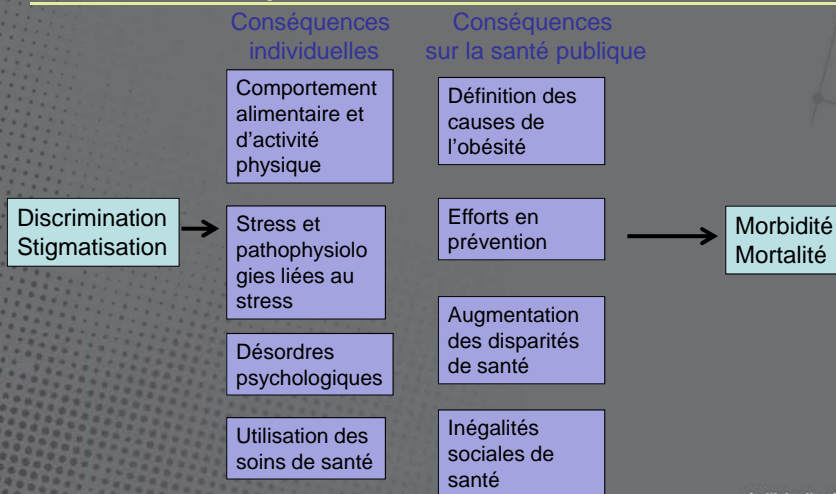 Conséquences
individuelles
Conséquences
sur la santé publique
Discrimination
Stigmatisation
Comportement
alimentaire et
d'activité
physique
Stress et
pathophysiolo
gies liées au
stress
Désordres
psychologiques
Utilisation des
soins de santé
Définition des
causes de
l'obésité
Efforts en
prévention
Augmentation
des disparités
de santé
Inégalités
sociales de
santé
Morbidité
Mortalité